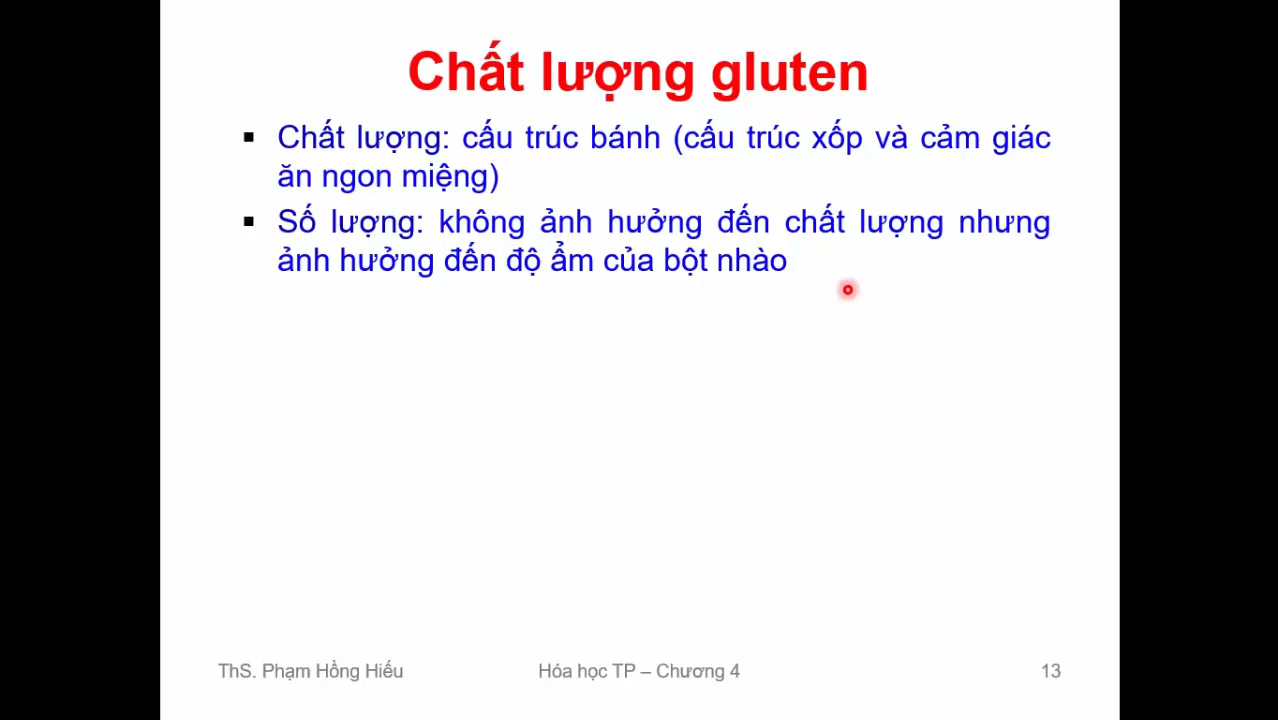 Chất lượng gluten
▪ Chất lượng: cấu trúc bánh (cấu trúc xốp và cảm giác
ăn ngon miệng)
▪ Số lượng: không ảnh hưởng đến chất lượng nhưng
ảnh hưởng đến độ ẩm của bột nhào
ThS. Phạm Hồng Hiếu
Hóa học TP – Chương 4
13